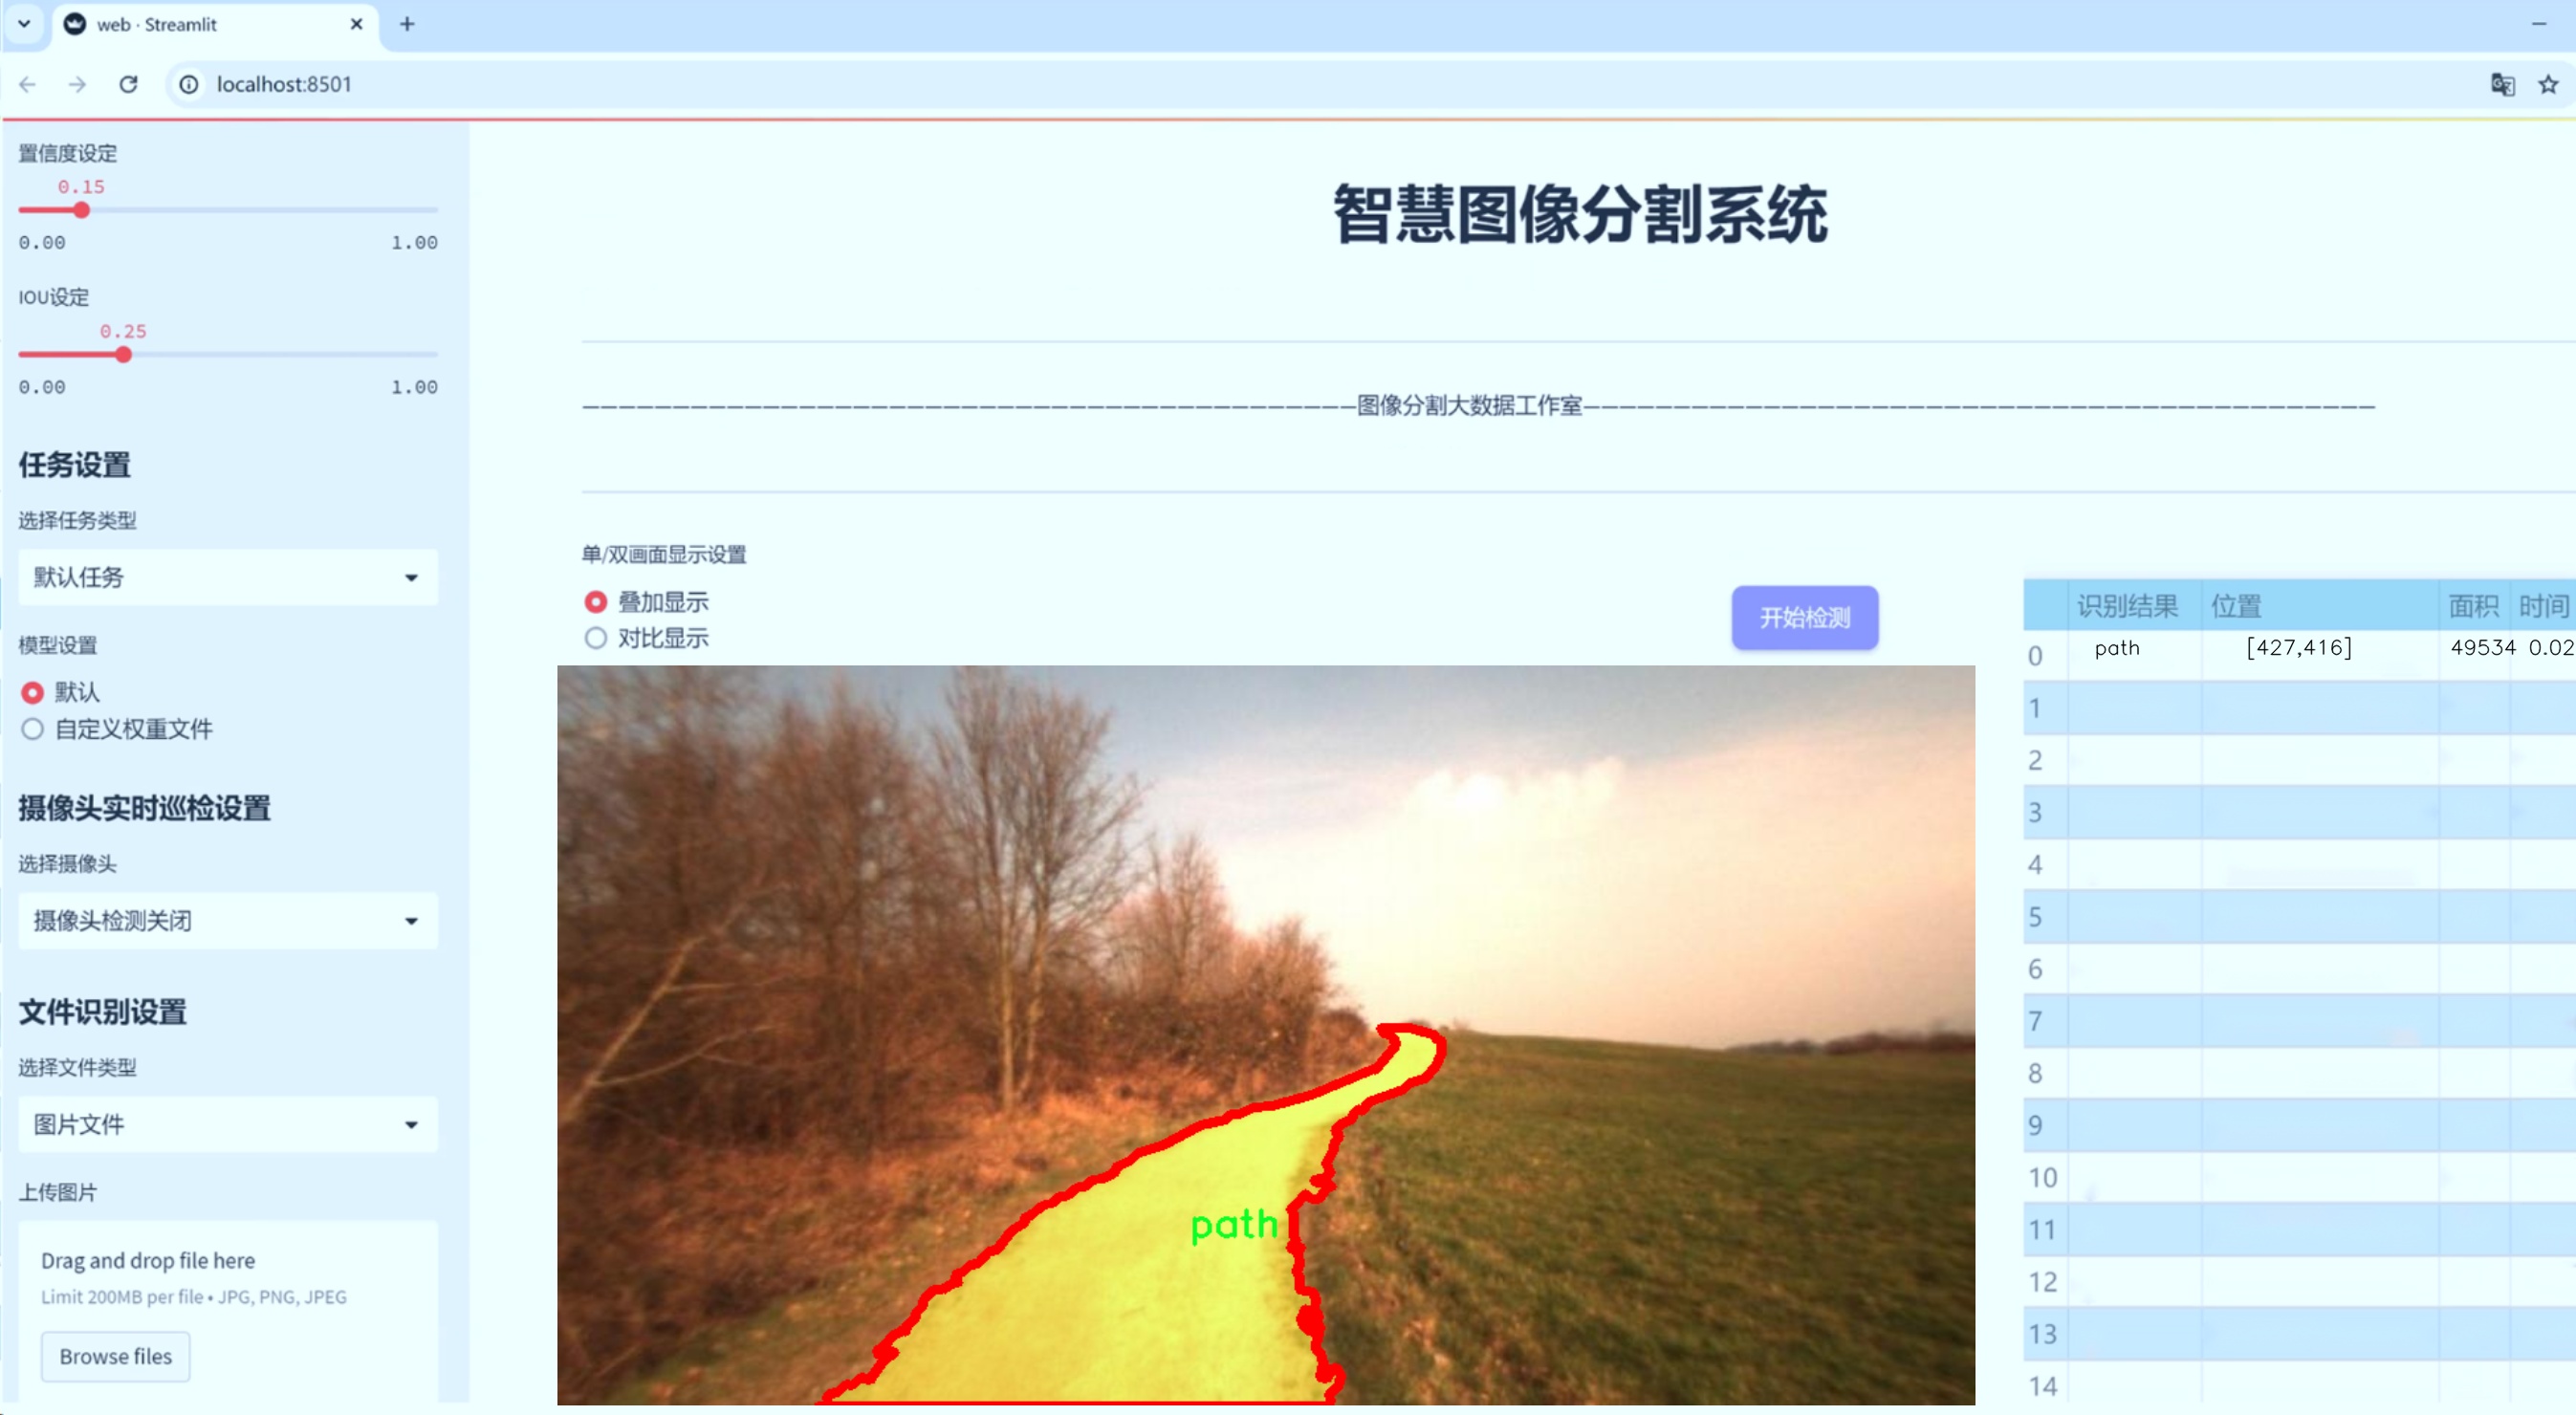 web · Streamlit
localhost:8501
置信度设定
0.15
0.00 1.00
IOU设定
0.25
0.00 1.00
任务设置
选择任务类型
默认任务
模型设置
默认
自定义权重文件
摄像头实时巡检设置
选择摄像头
摄像头检测关闭
文件识别设置
选择文件类型
图片文件
上传图片
Drag and drop file here
Limit 200MB per file • JPG, PNG, JPEG
Browse files
智慧图像分割系统
图像分割大数据工作室
单/双画面显示设置
叠加显示
对比显示
开始检测
path
识别结果 位置 面积 时间
0 path [427,416] 49534 0.02
1
2
3
4
5
6
7
8
9
10
11
12
13
14